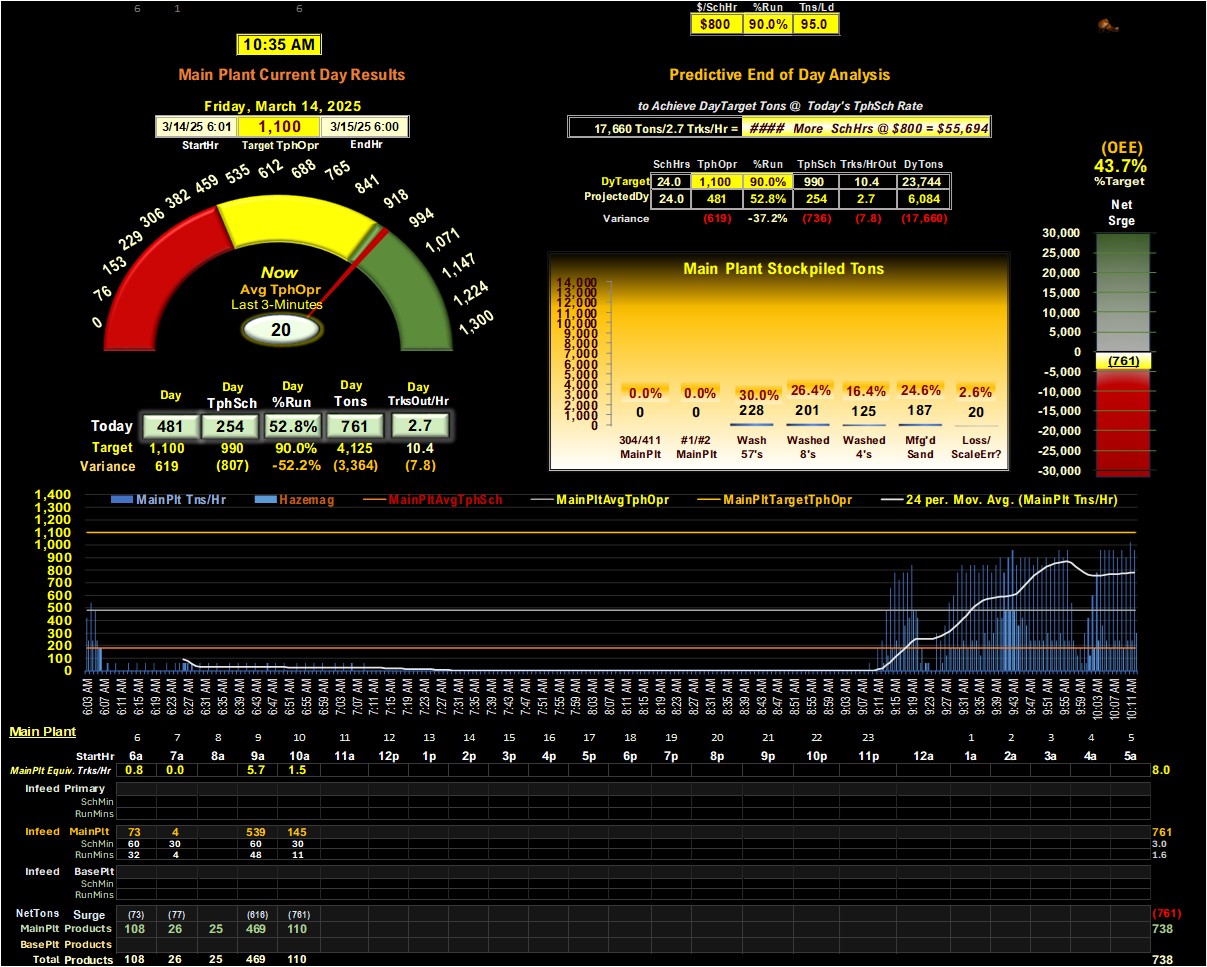 6 1 6
$/SchHr %Run Tns/Ld
$800 90.0% 95.0
10:35 AM
Main Plant Current Day Results
Friday, March 14, 2025
3/14/25 6:01 1,100 3/15/25 6:00
StartHr Target TphOpr EndHr
0 76 153 229 306 382 459 535 612 688 765 841 918 994 1,071 1,147 1,224 1,300
Now
Avg TphOpr
Last 3-Minutes
20
Day Day Day Day Day
TphSch %Run Tons TrksOut/Hr
Today 481 254 52.8% 761 2.7
Target 1,100 990 90.0% 4,125 10.4
Variance 619 (807) -52.2% (3,364) (7.8)
Predictive End of Day Analysis
to Achieve DayTarget Tons @ Today's TphSch Rate
17,660 Tons/2.7 Trks/Hr = #### More SchHrs @ $800 = $55,694
SchHrs TphOpr %Run TphSch Trks/HrOut DyTons
DyTarget 24.0 1,100 90.0% 990 10.4 23,744
ProjectedDy 24.0 481 52.8% 254 2.7 6,084
Variance (619) -37.2% (736) (7.8) (17,660)
Main Plant Stockpiled Tons
14,000
13,000
12,000
11,000
10,000
9,000
8,000
7,000
6,000
5,000
4,000
3,000
2,000
1,000
0
0.0% 0.0% 30.0% 26.4% 16.4% 24.6% 2.6%
0 0 228 201 125 187 20
304/411 #1/#2 Wash Washed Washed Mfg'd Loss/
MainPlt MainPlt 57's 8's 4's Sand ScaleErr?
(OEE)
43.7%
%Target
Net
Srge
30,000
25,000
20,000
15,000
10,000
5,000
0
(761)
-5,000
-10,000
-15,000
-20,000
-25,000
-30,000
MainPlt Tns/Hr Hazemag MainPltAvgTphSch MainPltAvgTphOpr MainPltTargetTphOpr 24 per. Mov. Avg. (MainPlt Tns/Hr)
1,400
1,300
1,100
1,000
900
800
700
600
500
400
300
200
100
0
6:03 AM 6:07 AM 6:11 AM 6:15 AM 6:19 AM 6:23 AM 6:27 AM 6:31 AM 6:35 AM 6:39 AM 6:43 AM 6:47 AM 6:51 AM 6:55 AM 6:59 AM 7:03 AM 7:07 AM 7:11 AM 7:15 AM 7:19 AM 7:23 AM 7:27 AM 7:31 AM 7:35 AM 7:39 AM 7:43 AM 7:47 AM 7:51 AM 7:55 AM 7:59 AM 8:03 AM 8:07 AM 8:11 AM 8:15 AM 8:19 AM 8:23 AM 8:27 AM 8:31 AM 8:35 AM 8:39 AM 8:43 AM 8:47 AM 8:51 AM 8:55 AM 8:59 AM 9:03 AM 9:07 AM 9:11 AM 9:15 AM 9:19 AM 9:23 AM 9:27 AM 9:31 AM 9:35 AM 9:39 AM 9:43 AM 9:47 AM 9:51 AM 9:55 AM 9:59 AM 10:03 AM 10:07 AM 10:11 AM
Main Plant
6 7 8 9 10 11 12 13 14 15 16 17 18 19 20 21 22 23 1 2 3 4 5
StartHr 6a 7a 8a 9a 10a 11a 12p 1p 2p 3p 4p 5p 6p 7p 8p 9p 10p 11p 12a 1a 2a 3a 4a 5a
MainPlt Equiv. Trks/Hr 0.8 0.0 5.7 1.5 8.0
Infeed Primary
SchMin
RunMins
Infeed MainPlt 73 4 539 145 761
SchMin 60 30 60 30 3.0
RunMins 32 4 48 11 1.6
Infeed BasePlt
SchMin
RunMins
NetTons Surge (73) (77) (616) (761) (761)
MainPlt Products 108 26 25 469 110 738
BasePlt Products
Total Products 108 26 25 469 110 738